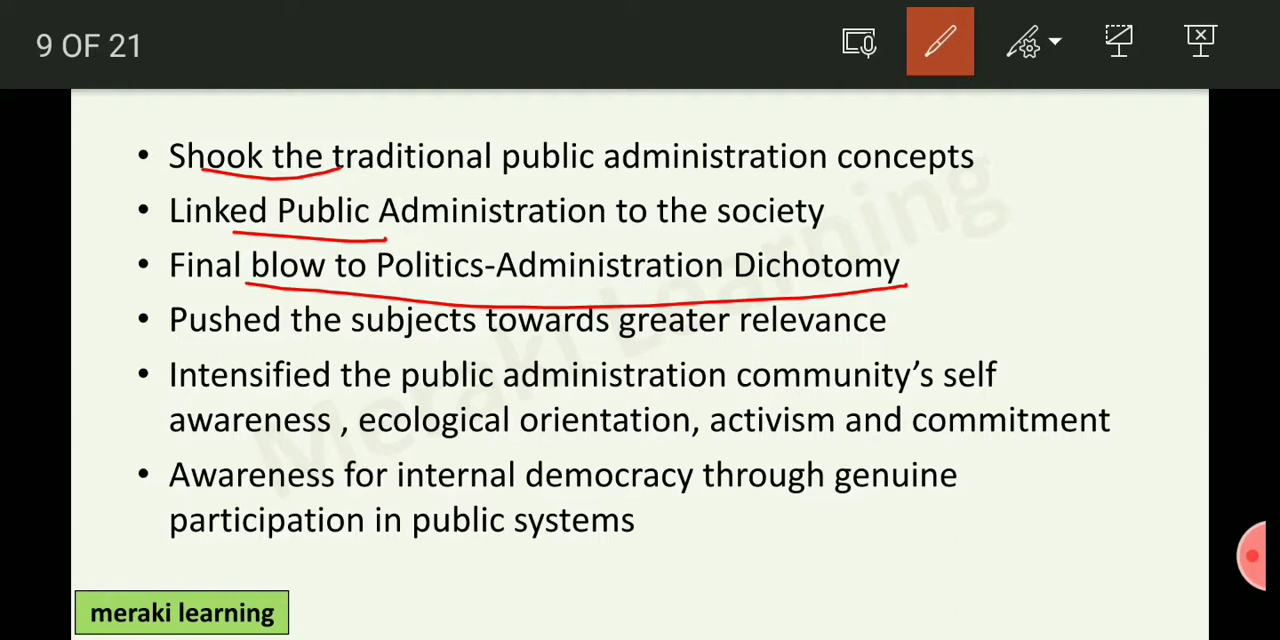 9 OF 21
• Shook the traditional public administration concepts
• Linked Public Administration to the society
• Final blow to Politics-Administration Dichotomy
• Pushed the subjects towards greater relevance
• Intensified the public administration community’s self
awareness , ecological orientation, activism and commitment
• Awareness for internal democracy through genuine
participation in public systems
Meraki Learning
meraki learning